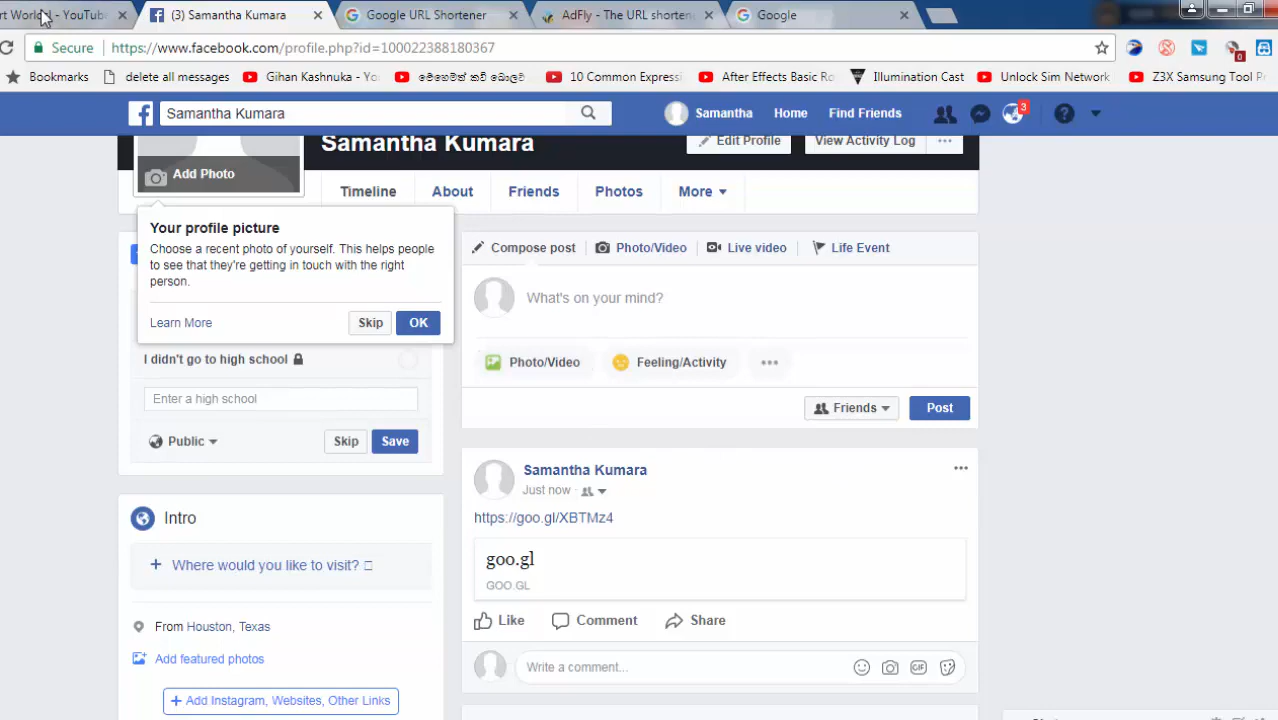 rt World - YouTube
(3) Samantha Kumara
Google URL Shortener
AdFly - The URL shorten
Google
Secure
https://www.facebook.com/profile.php?id=100022388180367
Bookmarks
delete all messages
Gihan Kashnuka - Yo
10 Common Expressi
After Effects Basic Ro
Illumination Cast
Unlock Sim Network
Z3X Samsung Tool P
0
Samantha Kumara
Samantha
Home
Find Friends
3
Samantha Kumara
Edit Profile
View Activity Log
Add Photo
Timeline
About
Friends
Photos
More
Your profile picture
Choose a recent photo of yourself. This helps people
to see that they're getting in touch with the right
person.
Learn More
Skip
OK
I didn't go to high school
Enter a high school
Public
Skip
Save
Intro
Where would you like to visit?
From Houston, Texas
Add featured photos
+ Add Instagram, Websites, Other Links
Compose post
Photo/Video
Live video
Life Event
What's on your mind?
Photo/Video
Feeling/Activity
Friends
Post
Samantha Kumara
Just now
https://goo.gl/XBTMz4
goo.gl
GOO.GL
Like
Comment
Share
Write a comment...
GIF